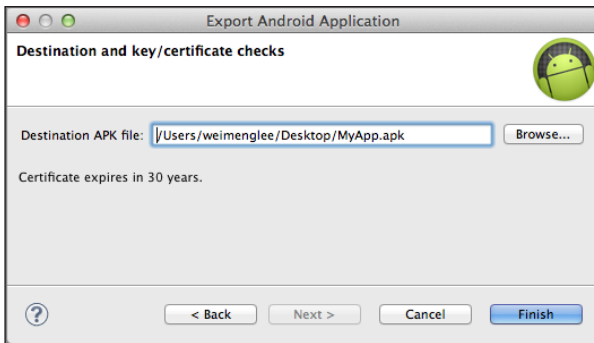 Export Android Application
Destination and key/certificate checks
Destination APK file: /Users/weimenglee/Desktop/MyApp.apk Browse...
Certificate expires in 30 years.
? < Back Next > Cancel Finish